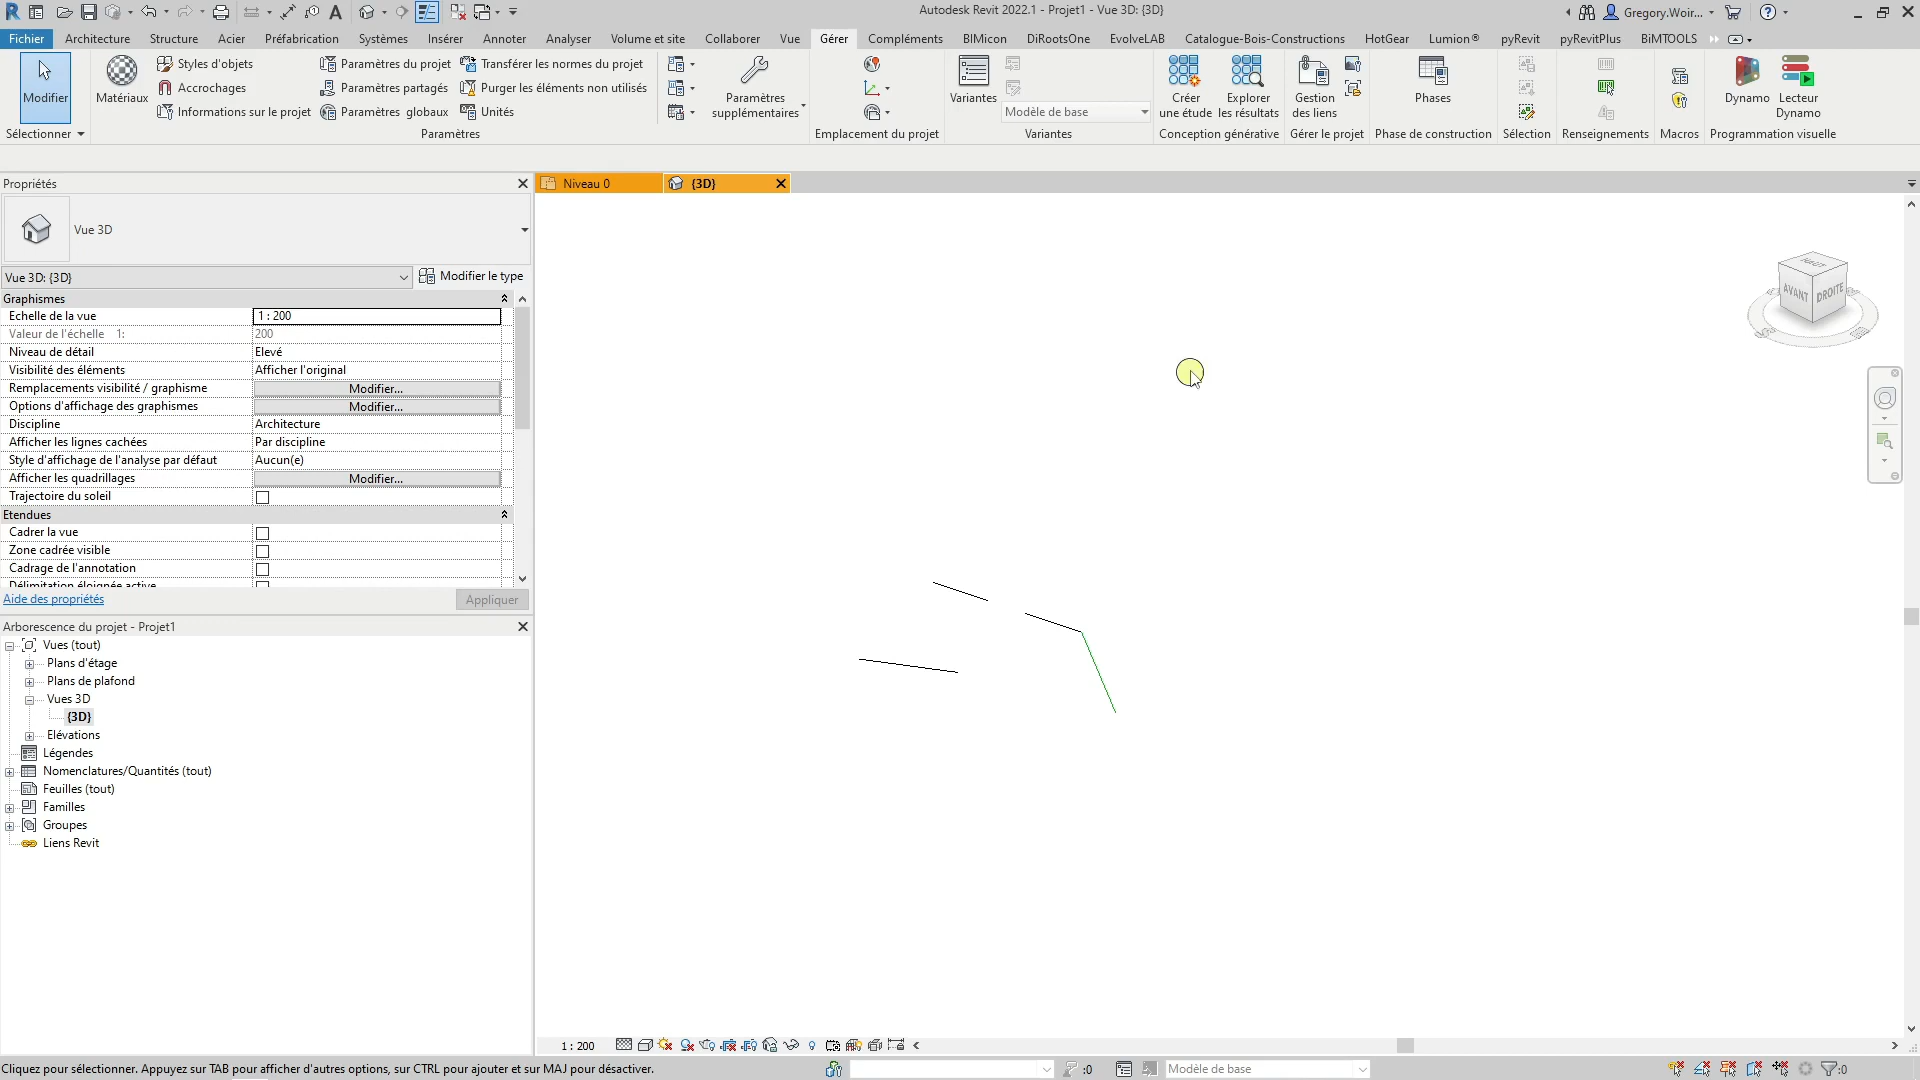 Autodesk Revit 2022.1 - Projet1 - Vue 3D: {3D}
Gregory.Woir...
Fichier Architecture Structure Acier Préfabrication Systèmes Insérer Annoter Analyser Volume et site Collaborer Vue Gérer Compléments BIMicon DiRootsOne EvolveLAB Catalogue-Bois-Constructions HotGear Lumion® pyRevit pyRevitPlus BiMTOOLS
Modifier
Matériaux
Styles d'objets
Accrochages
Informations sur le projet
Paramètres du projet
Paramètres partagés
Paramètres globaux
Transférer les normes du projet
Purger les éléments non utilisés
Unités
Paramètres
supplémentaires
Variantes
Modèle de base
Créer
une étude
Explorer
les résultats
Gestion
des liens
Phases
Dynamo
Lecteur
Dynamo
Sélectionner Paramètres Emplacement du projet Variantes Conception générative Gérer le projet Phase de construction Sélection Renseignements Macros Programmation visuelle
Propriétés
Niveau 0
{3D}
Vue 3D
Vue 3D: {3D}
Modifier le type
Graphismes
Echelle de la vue 1 : 200
Valeur de l'échelle 1: 200
Niveau de détail Elevé
Visibilité des éléments Afficher l'original
Remplacements visibilité / graphisme Modifier...
Options d'affichage des graphismes Modifier...
Discipline Architecture
Afficher les lignes cachées Par discipline
Style d'affichage de l'analyse par défaut Aucun(e)
Afficher les quadrillages Modifier...
Trajectoire du soleil
Etendues
Cadrer la vue
Zone cadrée visible
Cadrage de l'annotation
Délimitation éloignée active
Aide des propriétés
Appliquer
Arborescence du projet - Projet1
Vues (tout)
Plans d'étage
Plans de plafond
Vues 3D
{3D}
Elévations
Légendes
Nomenclatures/Quantités (tout)
Feuilles (tout)
Familles
Groupes
Liens Revit
HAUT
AVANT
DROITE
1 : 200
Cliquez pour sélectionner. Appuyez sur TAB pour afficher d'autres options, sur CTRL pour ajouter et sur MAJ pour désactiver.
:0
Modèle de base
:0